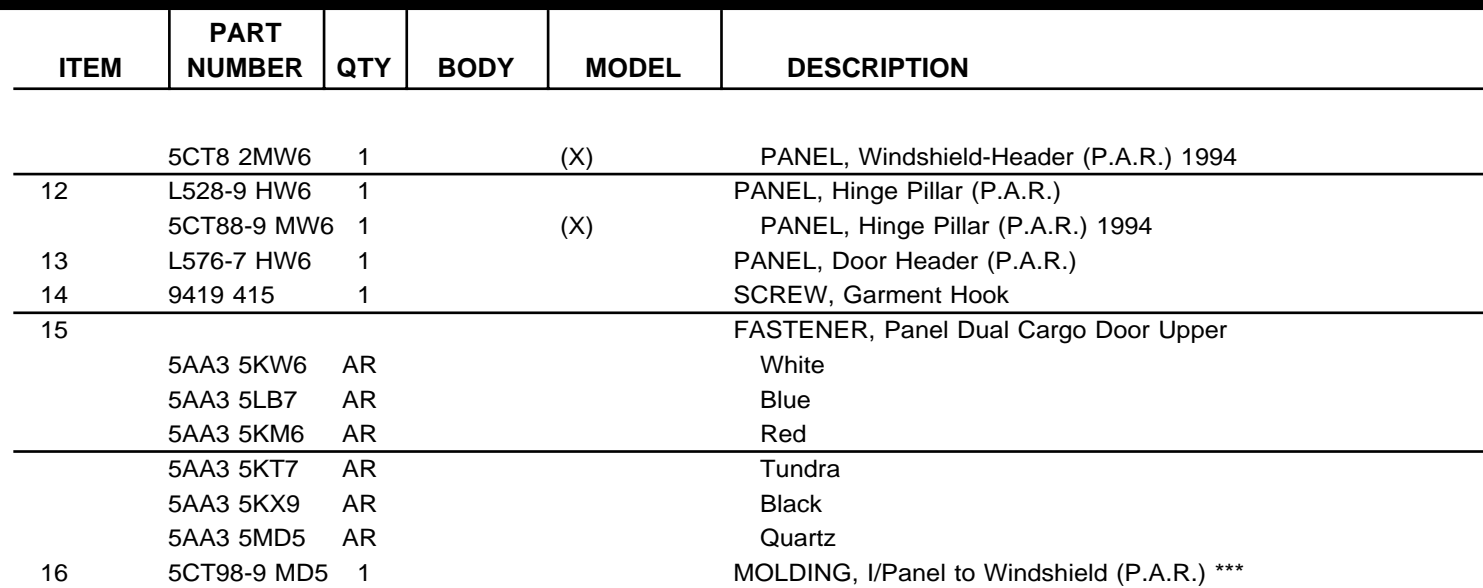 ITEM PART NUMBER QTY BODY MODEL DESCRIPTION
5CT8 2MW6 1 (X) PANEL, Windshield-Header (P.A.R.) 1994
12 L528-9 HW6 1 PANEL, Hinge Pillar (P.A.R.)
5CT88-9 MW6 1 (X) PANEL, Hinge Pillar (P.A.R.) 1994
13 L576-7 HW6 1 PANEL, Door Header (P.A.R.)
14 9419 415 1 SCREW, Garment Hook
15 FASTENER, Panel Dual Cargo Door Upper
5AA3 5KW6 AR White
5AA3 5LB7 AR Blue
5AA3 5KM6 AR Red
5AA3 5KT7 AR Tundra
5AA3 5KX9 AR Black
5AA3 5MD5 AR Quartz
16 5CT98-9 MD5 1 MOLDING, I/Panel to Windshield (P.A.R.) ***